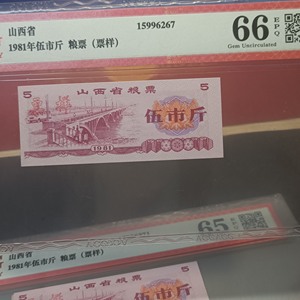 山西省
15996267
1981年伍市斤 粮票（票样）
66
EPQ
Gem Uncirculated
5 山西省粮票 5
伍市斤
1981
山西省
1981年伍市斤 粮票（票样）
65
5 山西省粮票 5